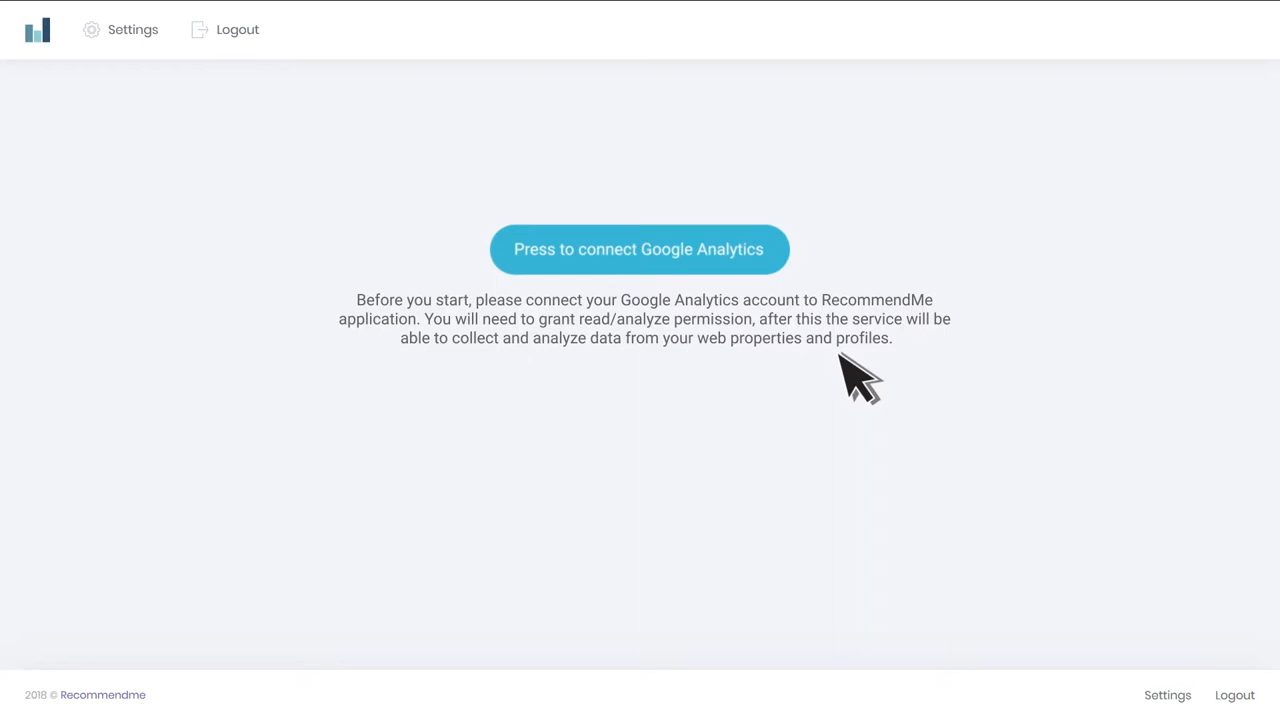 Settings
Logout
Press to connect Google Analytics
Before you start, please connect your Google Analytics account to RecommendMe
application. You will need to grant read/analyze permission, after this the service will be
able to collect and analyze data from your web properties and profiles.
2018 © Recommendme
Settings
Logout